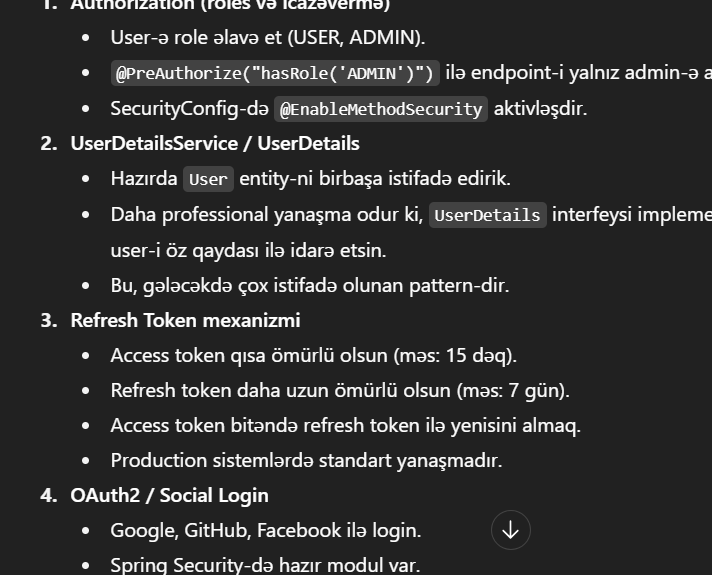 1. Authorization (roles və icazəvermə)
• User-ə role əlavə et (USER, ADMIN).
• @PreAuthorize("hasRole('ADMIN')") ilə endpoint-i yalnız admin-ə a
• SecurityConfig-də @EnableMethodSecurity aktivləşdir.
2. UserDetailsService / UserDetails
• Hazırda User entity-ni birbaşa istifadə edirik.
• Daha professional yanaşma odur ki, UserDetails interfeysi impleme
user-i öz qaydası ilə idarə etsin.
• Bu, gələcəkdə çox istifadə olunan pattern-dir.
3. Refresh Token mexanizmi
• Access token qısa ömürlü olsun (məs: 15 dəq).
• Refresh token daha uzun ömürlü olsun (məs: 7 gün).
• Access token bitəndə refresh token ilə yenisini almaq.
• Production sistemlərdə standart yanaşmadır.
4. OAuth2 / Social Login
• Google, GitHub, Facebook ilə login.
• Spring Security-də hazır modul var.